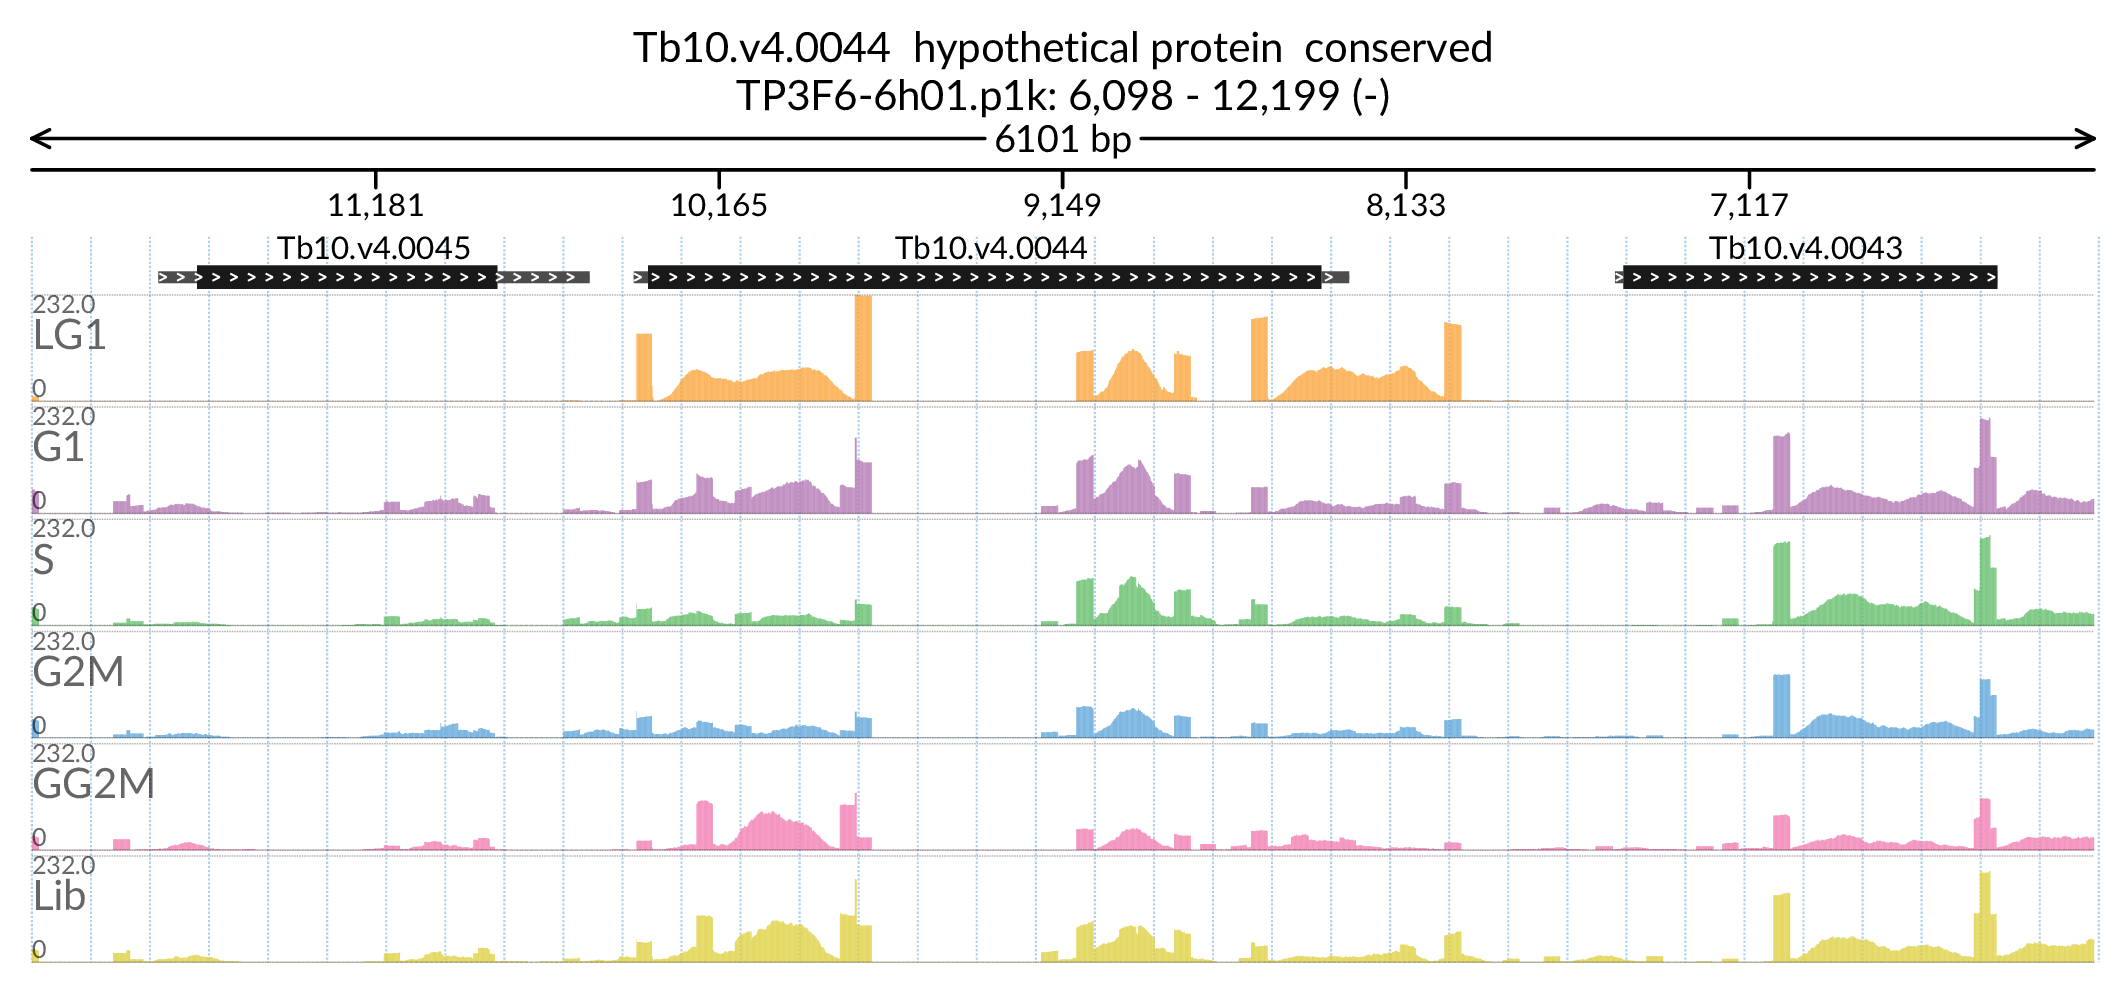 Tb10.v4.0044 hypothetical protein conserved
TP3F6-6h01.p1k: 6,098 - 12,199 (-)
6101 bp
11,181 10,165 9,149 8,133 7,117
Tb10.v4.0045 Tb10.v4.0044 Tb10.v4.0043
232.0
LG1
0
232.0
G1
0
232.0
S
0
232.0
G2M
0
232.0
GG2M
0
232.0
Lib
0